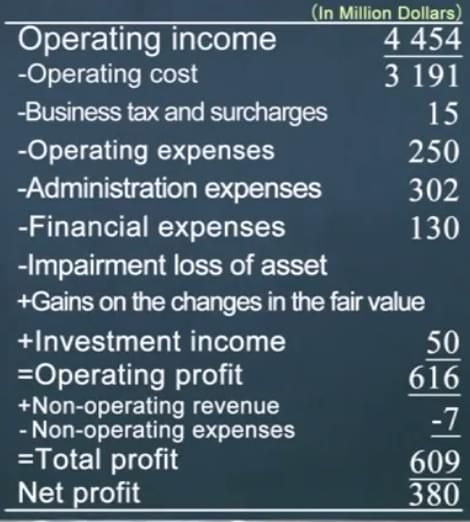 (In Million Dollars)
Operating income 4 454
-Operating cost 3 191
-Business tax and surcharges 15
-Operating expenses 250
-Administration expenses 302
-Financial expenses 130
-Impairment loss of asset
+Gains on the changes in the fair value
+Investment income 50
=Operating profit 616
+Non-operating revenue
- Non-operating expenses -7
=Total profit 609
Net profit 380